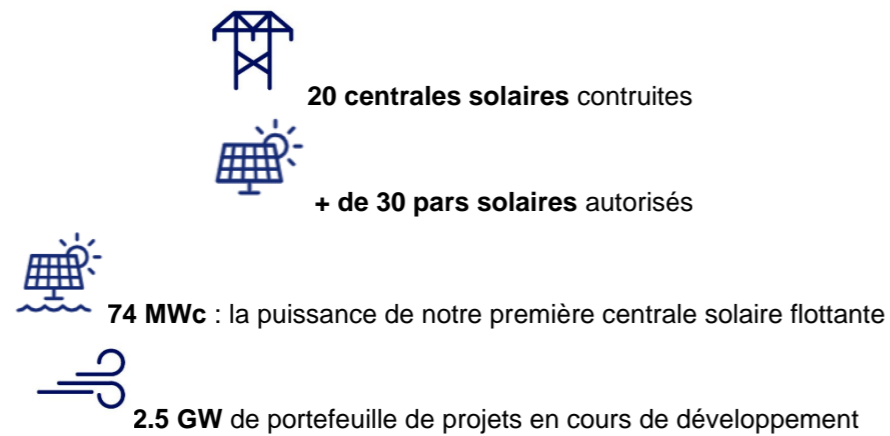 20 centrales solaires contruites
+ de 30 pars solaires autorisés
74 MWc : la puissance de notre première centrale solaire flottante
2.5 GW de portefeuille de projets en cours de développement